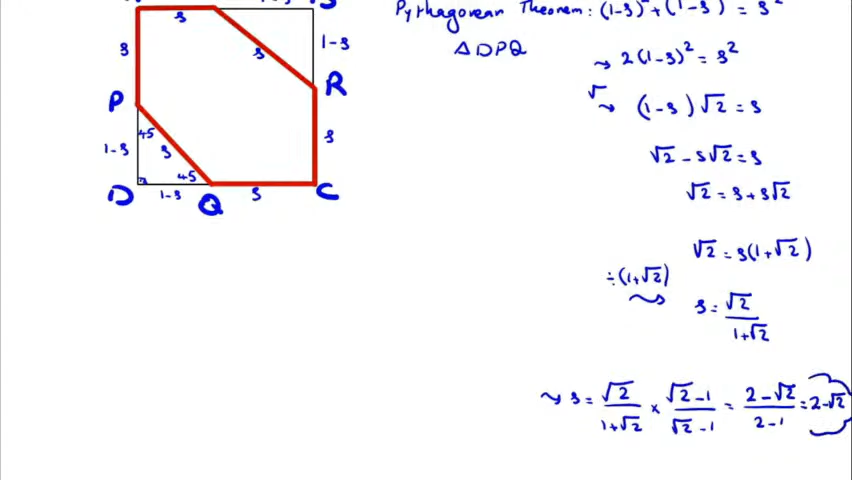 s
Pythagorean Theorem: (1-s)²+(1-s) = s²
s
s
1-s
ΔDPQ
⤳ 2(1-s)² = s²
P
R
√
⤳ (1-s)√2 = s
45
1-s
s
s
√2 - s√2 = s
45
D
1-s
Q
s
C
√2 = s+s√2
√2 = s(1+√2)
÷(1+√2)
⤳ s = √2/(1+√2)
⤳ s = √2/(1+√2) × (√2-1)/(√2-1) = (2-√2)/(2-1) = 2-√2